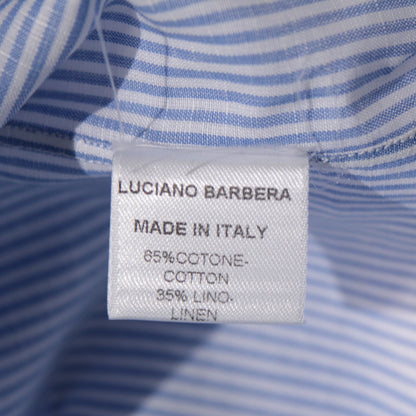 LUCIANO BARBERA
MADE IN ITALY
65%COTONE-
COTTON
35% LINO-
LINEN